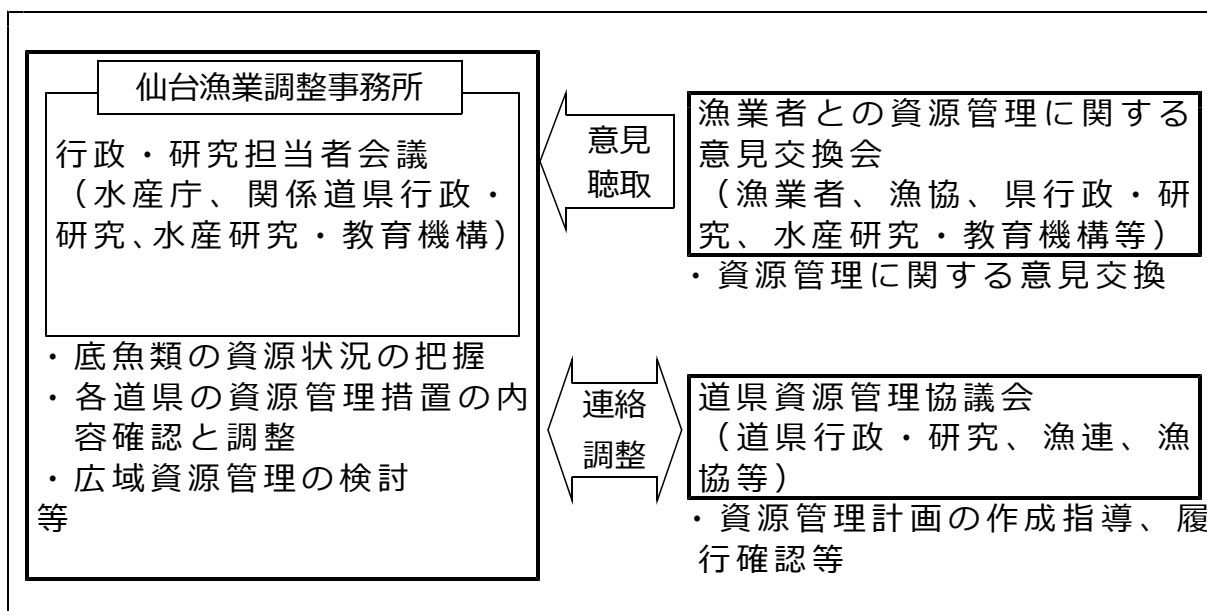 仙台漁業調整事務所
行政・研究担当者会議
（水産庁、関係道県行政・
研究、水産研究・教育機構）
・底魚類の資源状況の把握
・各道県の資源管理措置の内
容確認と調整
・広域資源管理の検討
等
意見
聴取
漁業者との資源管理に関する
意見交換会
（漁業者、漁協、県行政・研
究、水産研究・教育機構等）
・資源管理に関する意見交換
連絡
調整
道県資源管理協議会
（道県行政・研究、漁連、漁
協等）
・資源管理計画の作成指導、履
行確認等